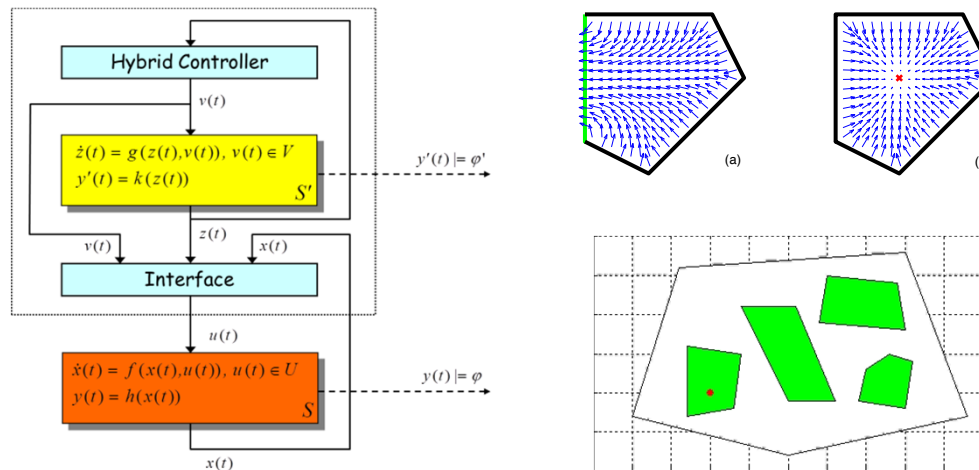 Hybrid Controller
v(t)
ż(t) = g(z(t),v(t)), v(t) ∈ V
y'(t) = k(z(t))
S'
y'(t) |= φ'
v(t)
z(t)
x(t)
Interface
u(t)
ẋ(t) = f(x(t),u(t)), u(t) ∈ U
y(t) = h(x(t))
S
y(t) |= φ
x(t)
(a)
(